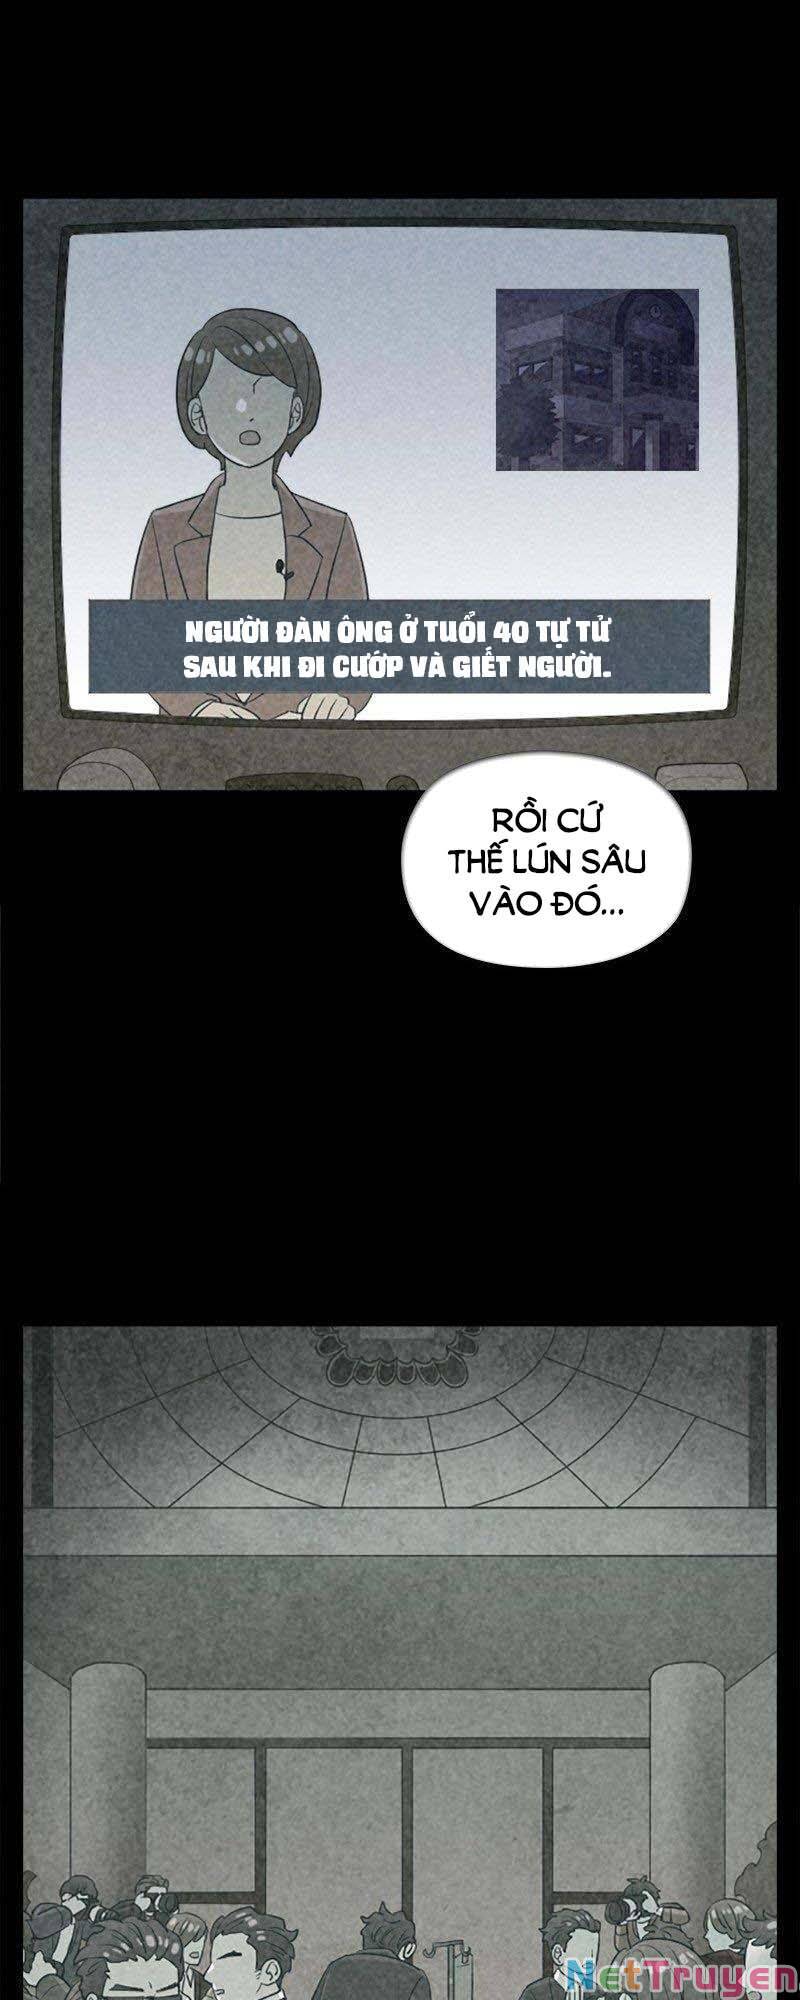 NGƯỜI ĐÀN ÔNG Ở TUỔI 40 TỰ TỬ
SAU KHI ĐI CƯỚP VÀ GIẾT NGƯỜI.
RỒI CỨ
THẾ LÚN SÂU
VÀO ĐÓ...
NetTruyen